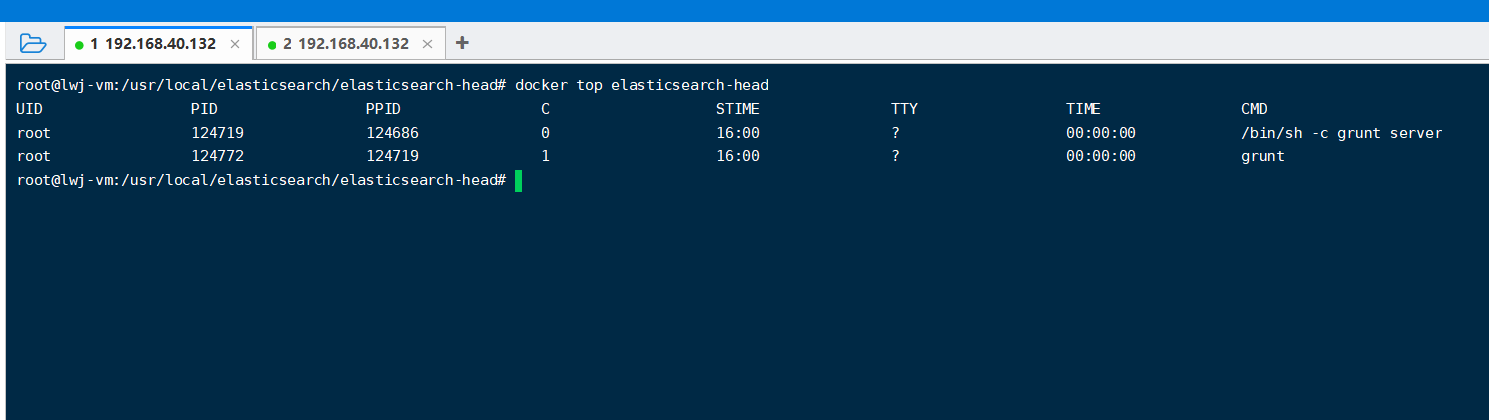 1 192.168.40.132 × 2 192.168.40.132 × +
root@lwj-vm:/usr/local/elasticsearch/elasticsearch-head# docker top elasticsearch-head
UID PID PPID C STIME TTY TIME CMD
root 124719 124686 0 16:00 ? 00:00:00 /bin/sh -c grunt server
root 124772 124719 1 16:00 ? 00:00:00 grunt
root@lwj-vm:/usr/local/elasticsearch/elasticsearch-head#